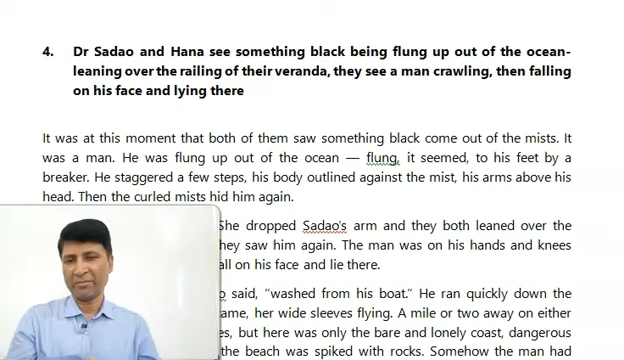 4. Dr Sadao and Hana see something black being flung up out of the ocean-
leaning over the railing of their veranda, they see a man crawling, then falling
on his face and lying there
It was at this moment that both of them saw something black come out of the mists. It
was a man. He was flung up out of the ocean — flung, it seemed, to his feet by a
breaker. He staggered a few steps, his body outlined against the mist, his arms above his
head. Then the curled mists hid him again.
She dropped Sadao's arm and they both leaned over the
hey saw him again. The man was on his hands and knees
all on his face and lie there.
said, "washed from his boat." He ran quickly down the
ame, her wide sleeves flying. A mile or two away on either
es, but here was only the bare and lonely coast, dangerous
the beach was spiked with rocks. Somehow the man had